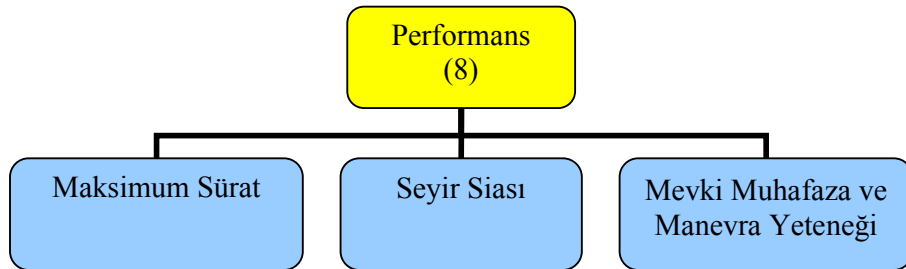 Performans
(8)
Maksimum Sürat
Seyir Siası
Mevki Muhafaza ve
Manevra Yeteneği